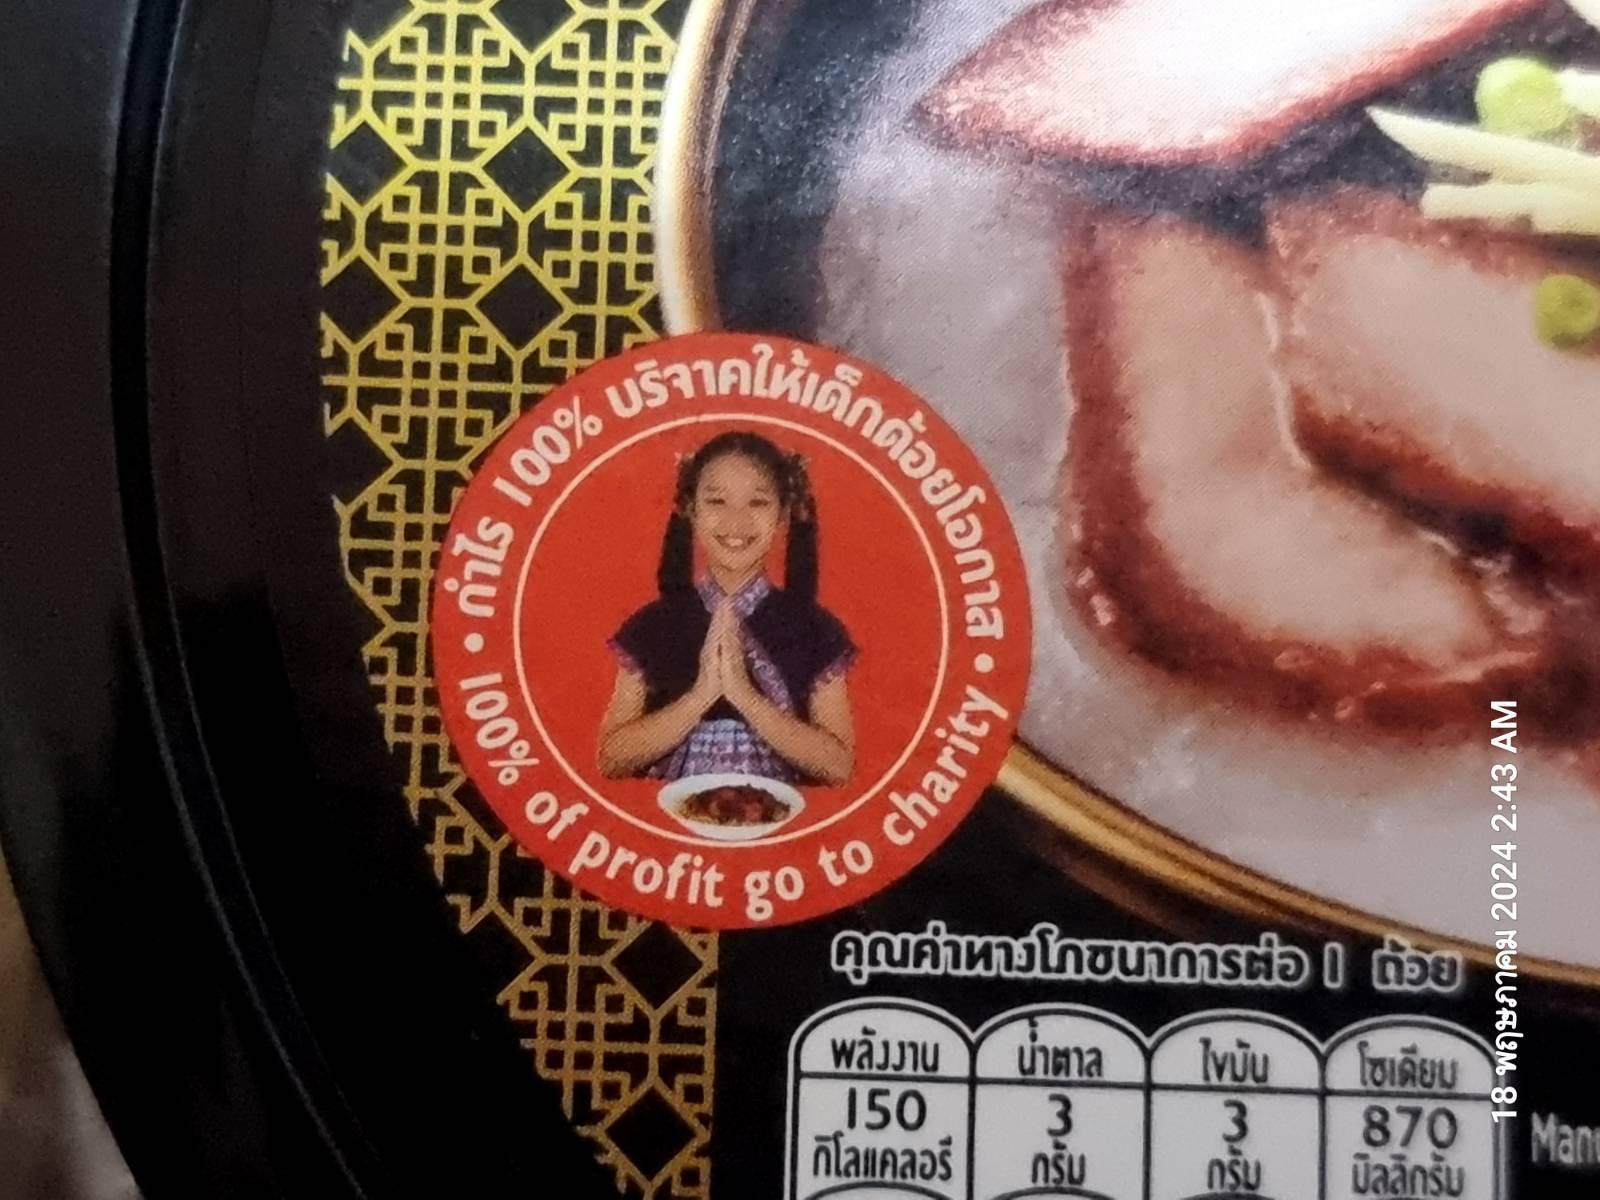 • กำไร 100% บริจาคให้เด็กด้อยโอกาส •
100% of profit go to charity
คุณค่าทางโภชนาการต่อ 1 ถ้วย
พลังงาน น้ำตาล ไขมัน โซเดียม
150 3 3 870
กิโลแคลอรี กรัม กรัม มิลลิกรัม
18 พฤษภาคม 2024 2:43 AM